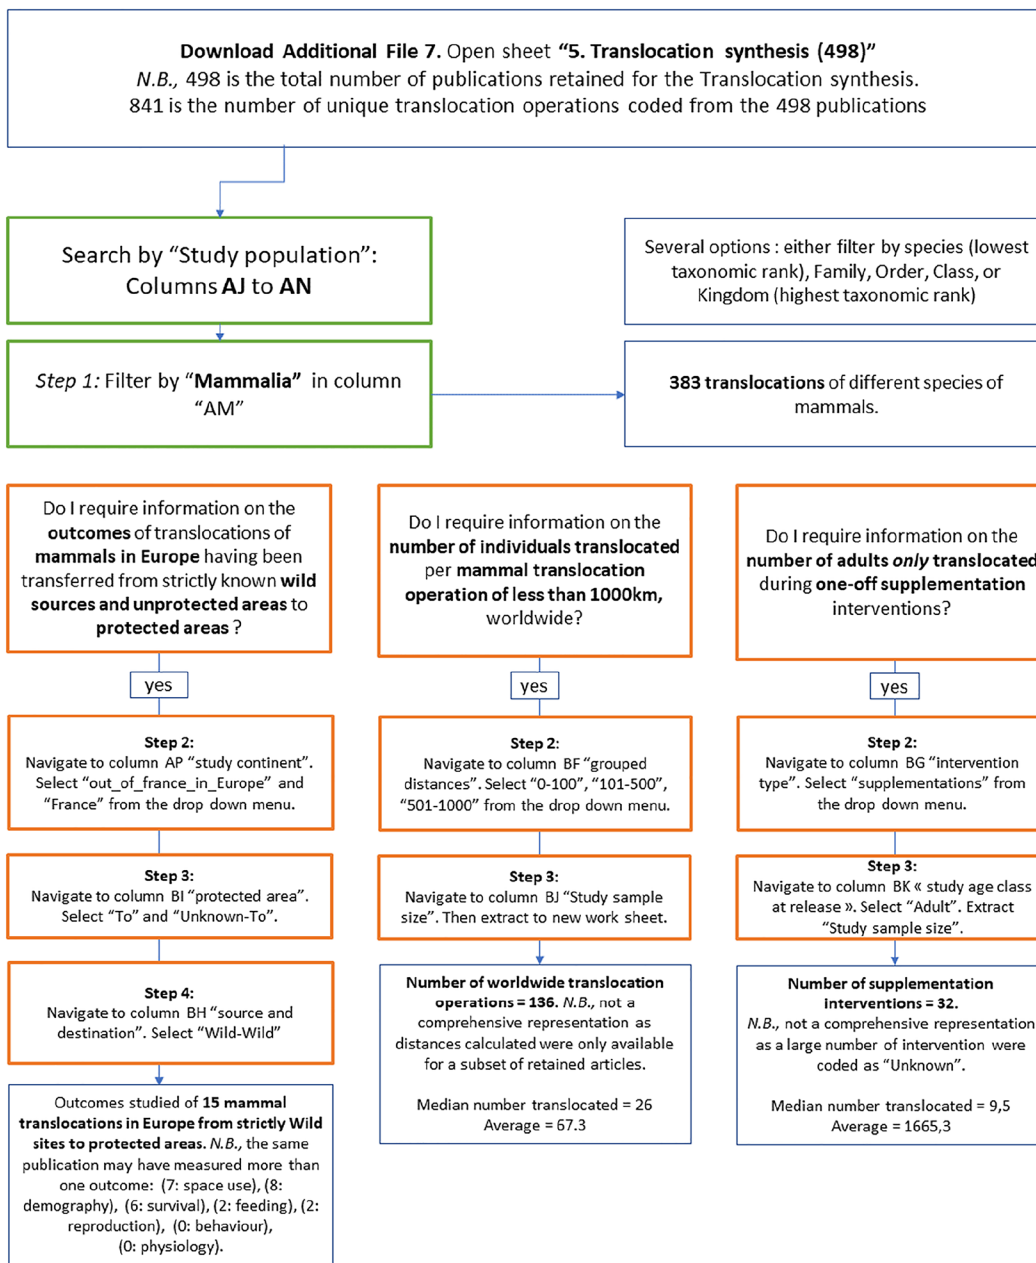 Download Additional File 7. Open sheet “5. Translocation synthesis (498)”
N.B., 498 is the total number of publications retained for the Translocation synthesis.
841 is the number of unique translocation operations coded from the 498 publications
Search by “Study population”:
Columns AJ to AN
Several options : either filter by species (lowest
taxonomic rank), Family, Order, Class, or
Kingdom (highest taxonomic rank)
Step 1: Filter by “Mammalia” in column
“AM”
383 translocations of different species of
mammals.
Do I require information on the
outcomes of translocations of
mammals in Europe having been
transferred from strictly known wild
sources and unprotected areas to
protected areas ?
yes
Step 2:
Navigate to column AP “study continent”.
Select “out_of_france_in_Europe” and
“France” from the drop down menu.
Step 3:
Navigate to column BI “protected area”.
Select “To” and “Unknown-To”.
Step 4:
Navigate to column BH “source and
destination”. Select “Wild-Wild”
Outcomes studied of 15 mammal
translocations in Europe from strictly Wild
sites to protected areas. N.B., the same
publication may have measured more than
one outcome: (7: space use), (8:
demography), (6: survival), (2: feeding), (2:
reproduction), (0: behaviour),
(0: physiology).
Do I require information on the
number of individuals translocated
per mammal translocation
operation of less than 1000km,
worldwide?
yes
Step 2:
Navigate to column BF “grouped
distances”. Select “0-100”, “101-500”,
“501-1000” from the drop down menu.
Step 3:
Navigate to column BJ “Study sample
size”. Then extract to new work sheet.
Number of worldwide translocation
operations = 136. N.B., not a
comprehensive representation as
distances calculated were only available
for a subset of retained articles.
Median number translocated = 26
Average = 67.3
Do I require information on the
number of adults only translocated
during one-off supplementation
interventions?
yes
Step 2:
Navigate to column BG “intervention
type”. Select “supplementations” from
the drop down menu.
Step 3:
Navigate to column BK « study age class
at release ». Select “Adult”. Extract
“Study sample size”.
Number of supplementation
interventions = 32.
N.B., not a comprehensive representation
as a large number of intervention were
coded as “Unknown”.
Median number translocated = 9,5
Average = 1665,3